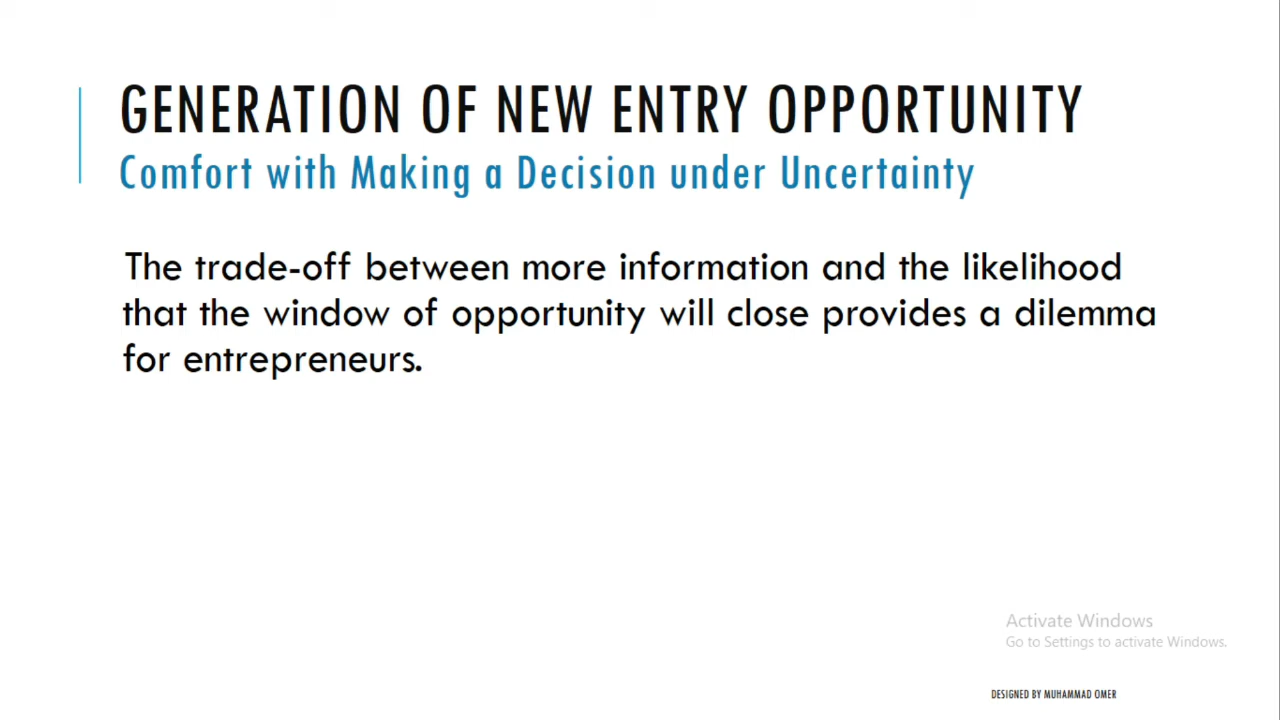 GENERATION OF NEW ENTRY OPPORTUNITY
Comfort with Making a Decision under Uncertainty
The trade-off between more information and the likelihood
that the window of opportunity will close provides a dilemma
for entrepreneurs.
Activate Windows
Go to Settings to activate Windows.
DESIGNED BY MUHAMMAD OMER